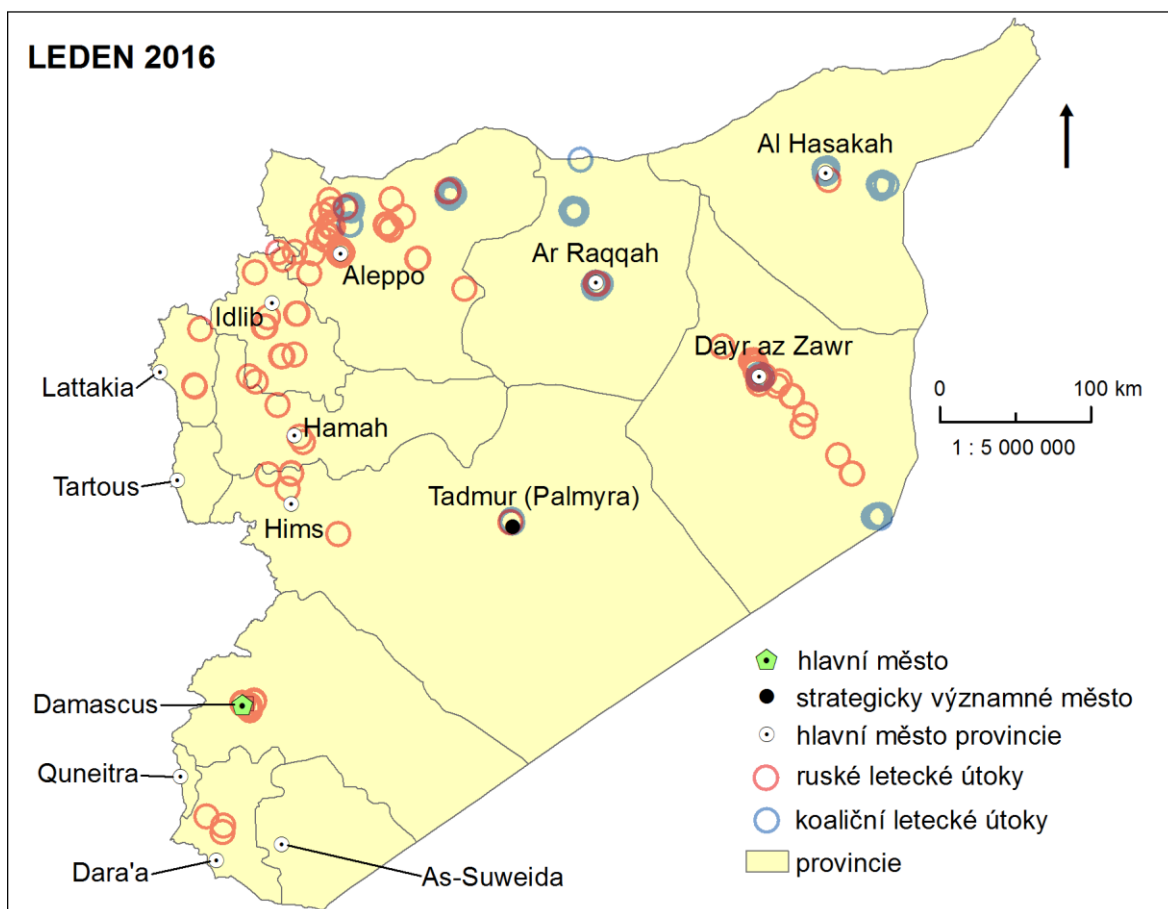 LEDEN 2016
Al Hasakah
Ar Raqqah
Aleppo
Idlib
Dayr az Zawr
Lattakia
0 100 km
1 : 5 000 000
Hamah
Tartous
Tadmur (Palmyra)
Hims
Damascus
Quneitra
Dara'a
As-Suweida
hlavní město
strategicky významné město
hlavní město provincie
ruské letecké útoky
koaliční letecké útoky
provincie